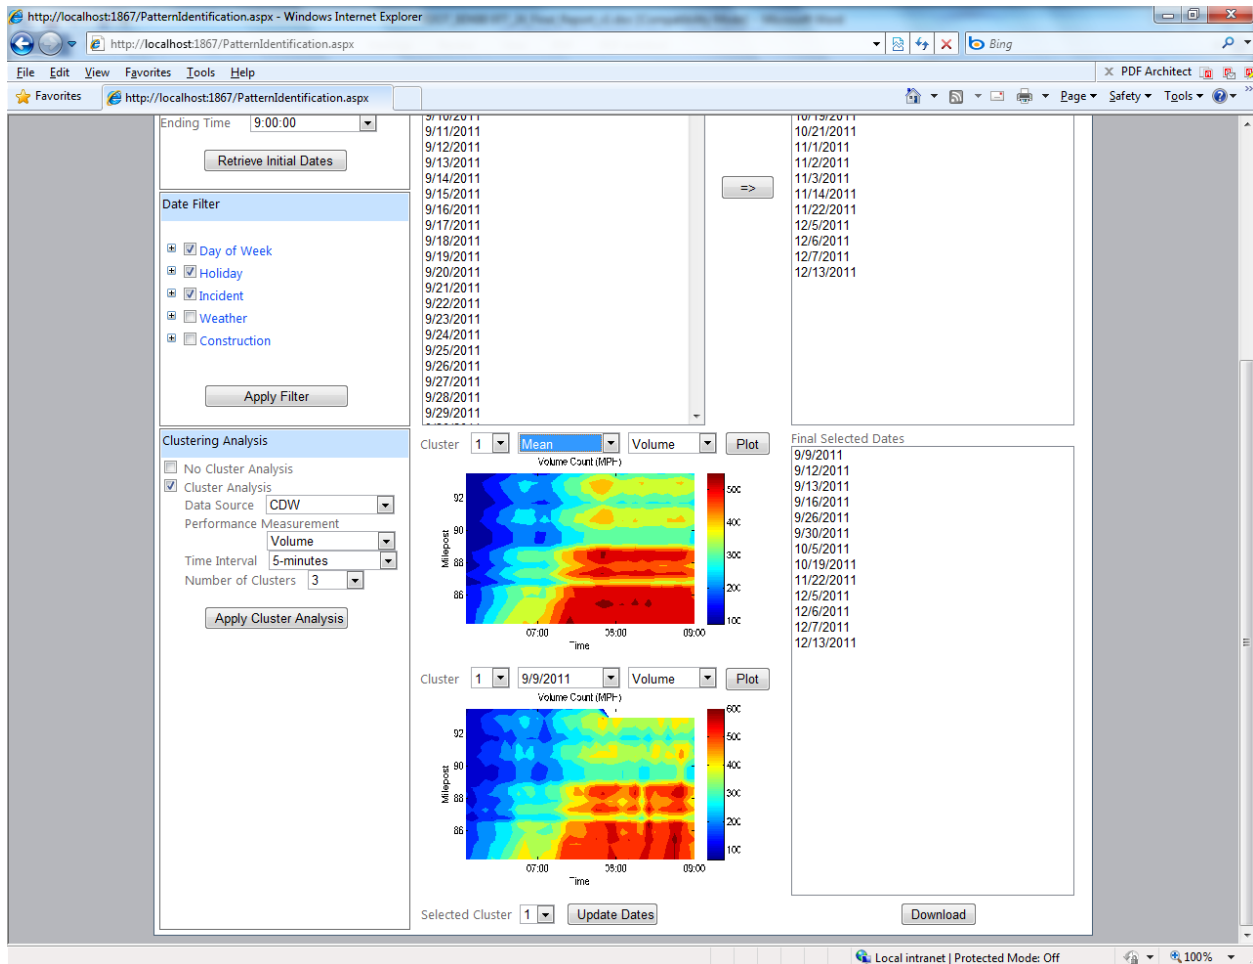 http://localhost:1867/PatternIdentification.aspx - Windows Internet Explorer
http://localhost:1867/PatternIdentification.aspx
Bing
File Edit View Favorites Tools Help
X PDF Architect
Favorites
http://localhost:1867/PatternIdentification.aspx
Page Safety Tools
Ending Time 9:00:00
Retrieve Initial Dates
Date Filter
Day of Week
Holiday
Incident
Weather
Construction
Apply Filter
Clustering Analysis
No Cluster Analysis
Cluster Analysis
Data Source CDW
Performance Measurement
Volume
Time Interval 5-minutes
Number of Clusters 3
Apply Cluster Analysis
9/10/2011
9/11/2011
9/12/2011
9/13/2011
9/14/2011
9/15/2011
9/16/2011
9/17/2011
9/18/2011
9/19/2011
9/20/2011
9/21/2011
9/22/2011
9/23/2011
9/24/2011
9/25/2011
9/26/2011
9/27/2011
9/28/2011
9/29/2011
=>
10/19/2011
10/21/2011
11/1/2011
11/2/2011
11/3/2011
11/14/2011
11/22/2011
12/5/2011
12/6/2011
12/7/2011
12/13/2011
Cluster 1 Mean Volume Plot
Volume Count (MPH)
Milepost
92
90
88
86
07:00 08:00 09:00
Time
500
400
300
200
100
Cluster 1 9/9/2011 Volume Plot
Volume Count (MPH)
Milepost
92
90
88
86
07:00 08:00 09:00
Time
600
500
400
300
200
100
Selected Cluster 1 Update Dates
Final Selected Dates
9/9/2011
9/12/2011
9/13/2011
9/16/2011
9/26/2011
9/30/2011
10/5/2011
10/19/2011
11/22/2011
12/5/2011
12/6/2011
12/7/2011
12/13/2011
Download
Local intranet | Protected Mode: Off
100%